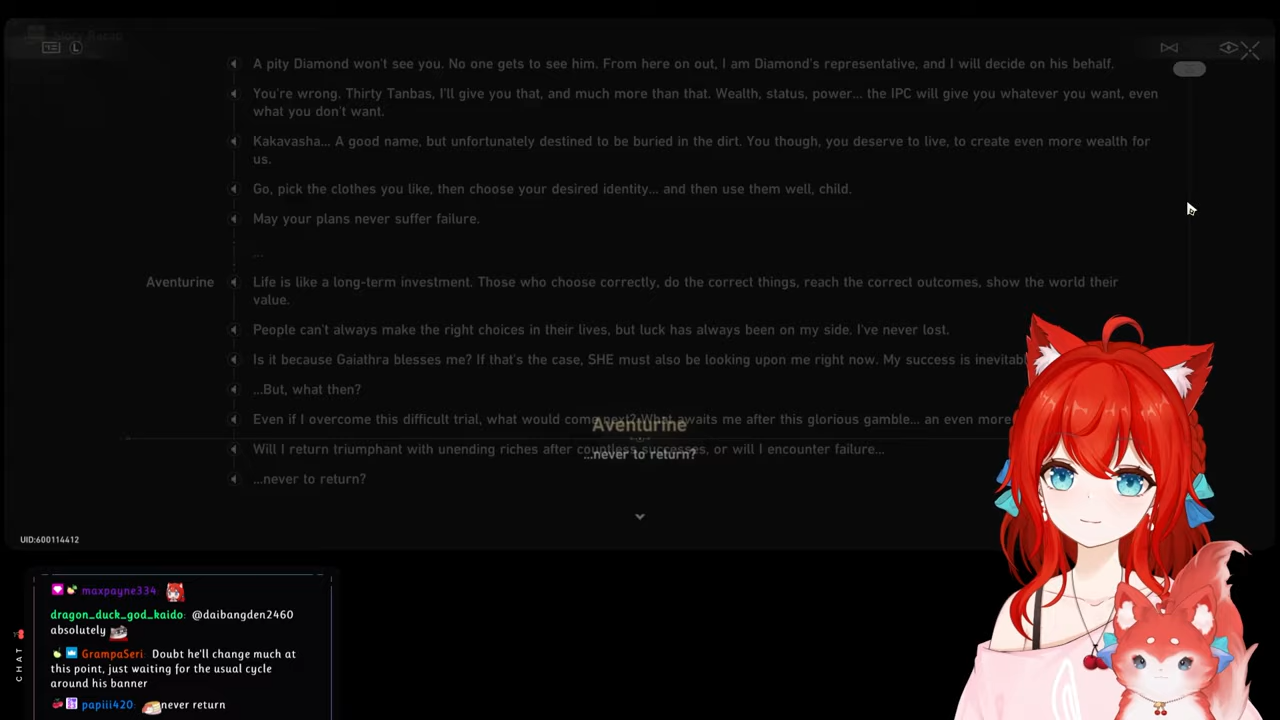 Story Recap
A pity Diamond won't see you. No one gets to see him. From here on out, I am Diamond's representative, and I will decide on his behalf.
You're wrong. Thirty Tanbas, I'll give you that, and much more than that. Wealth, status, power... the IPC will give you whatever you want, even
what you don't want.
Kakavasha... A good name, but unfortunately destined to be buried in the dirt. You though, you deserve to live, to create even more wealth for
us.
Go, pick the clothes you like, then choose your desired identity... and then use them well, child.
May your plans never suffer failure.
...
Aventurine
Life is like a long-term investment. Those who choose correctly, do the correct things, reach the correct outcomes, show the world their
value.
People can't always make the right choices in their lives, but luck has always been on my side. I've never lost.
Is it because Gaiathra blesses me? If that's the case, SHE must also be looking upon me right now. My success is
...But, what then?
Even if I overcome this difficult trial, what would come next? What awaits me after this glorious gamble... an even more
Aventurine
Will I return triumphant with unending riches after countless successes, or will I encounter failure...
...never to return?
...never to return?
UID:600114412
CHAT
maxpayne334:
dragon_duck_god_kaido: @daibangden2460
absolutely
GrampaSeri: Doubt he'll change much at
this point, just waiting for the usual cycle
around his banner
papiii420: never return